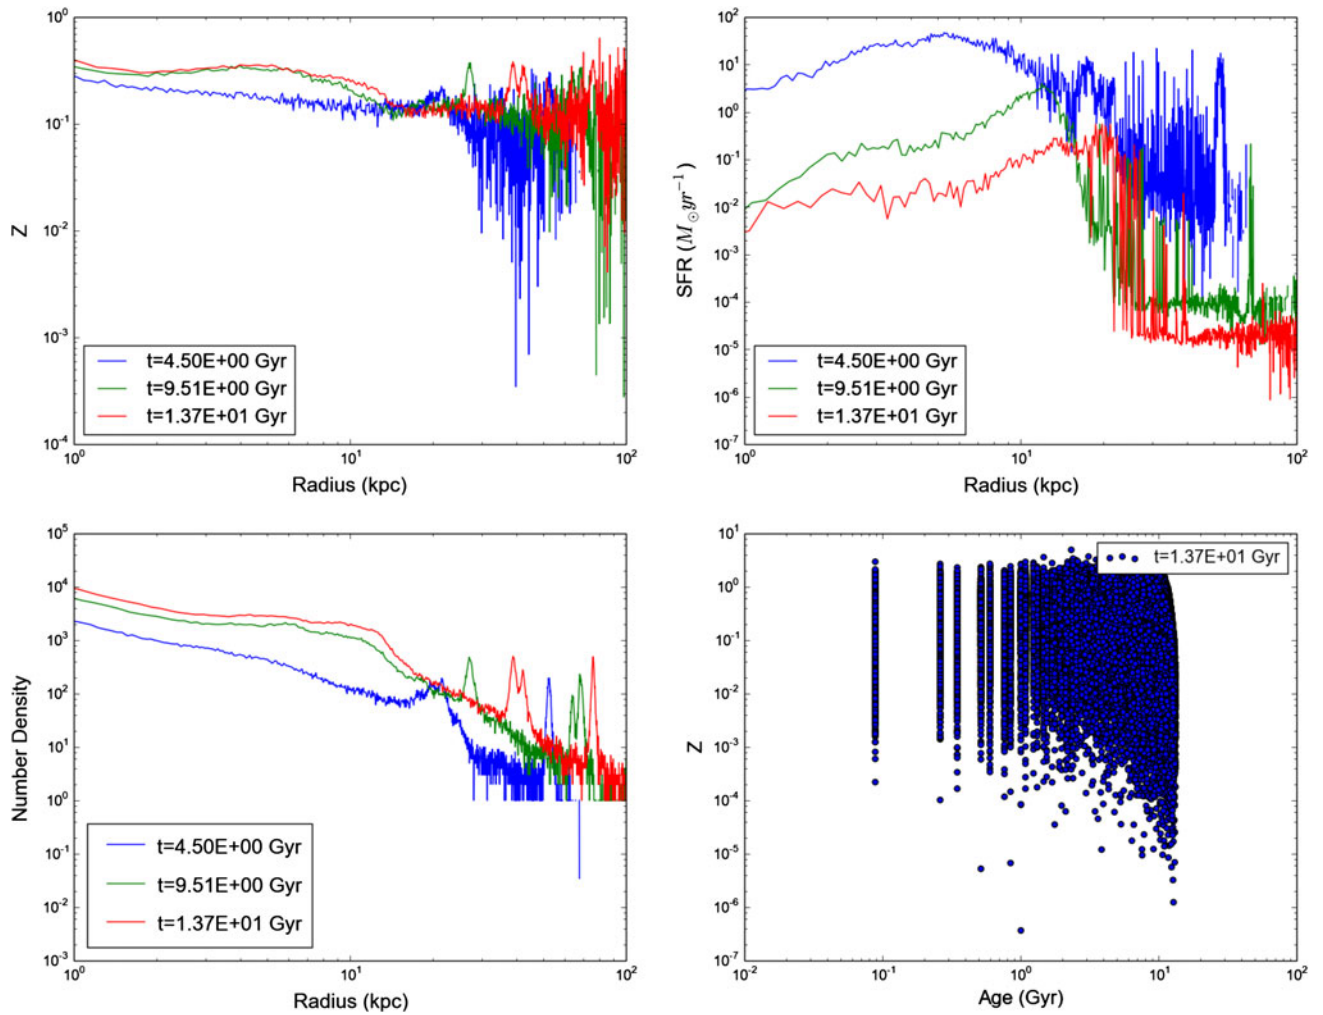 10⁰
10⁻¹
10⁻²
10⁻³
10⁻⁴
Z
t=4.50E+00 Gyr
t=9.51E+00 Gyr
t=1.37E+01 Gyr
10⁰
10¹
10²
Radius (kpc)
10²
10¹
10⁰
10⁻¹
10⁻²
10⁻³
10⁻⁴
10⁻⁵
10⁻⁶
10⁻⁷
SFR (M⊙yr⁻¹)
t=4.50E+00 Gyr
t=9.51E+00 Gyr
t=1.37E+01 Gyr
10⁰
10¹
10²
Radius (kpc)
10⁵
10⁴
10³
10²
10¹
10⁰
10⁻¹
10⁻²
10⁻³
Number Density
t=4.50E+00 Gyr
t=9.51E+00 Gyr
t=1.37E+01 Gyr
10⁰
10¹
10²
Radius (kpc)
10¹
10⁰
10⁻¹
10⁻²
10⁻³
10⁻⁴
10⁻⁵
10⁻⁶
10⁻⁷
Z
t=1.37E+01 Gyr
10⁻²
10⁻¹
10⁰
10¹
10²
Age (Gyr)